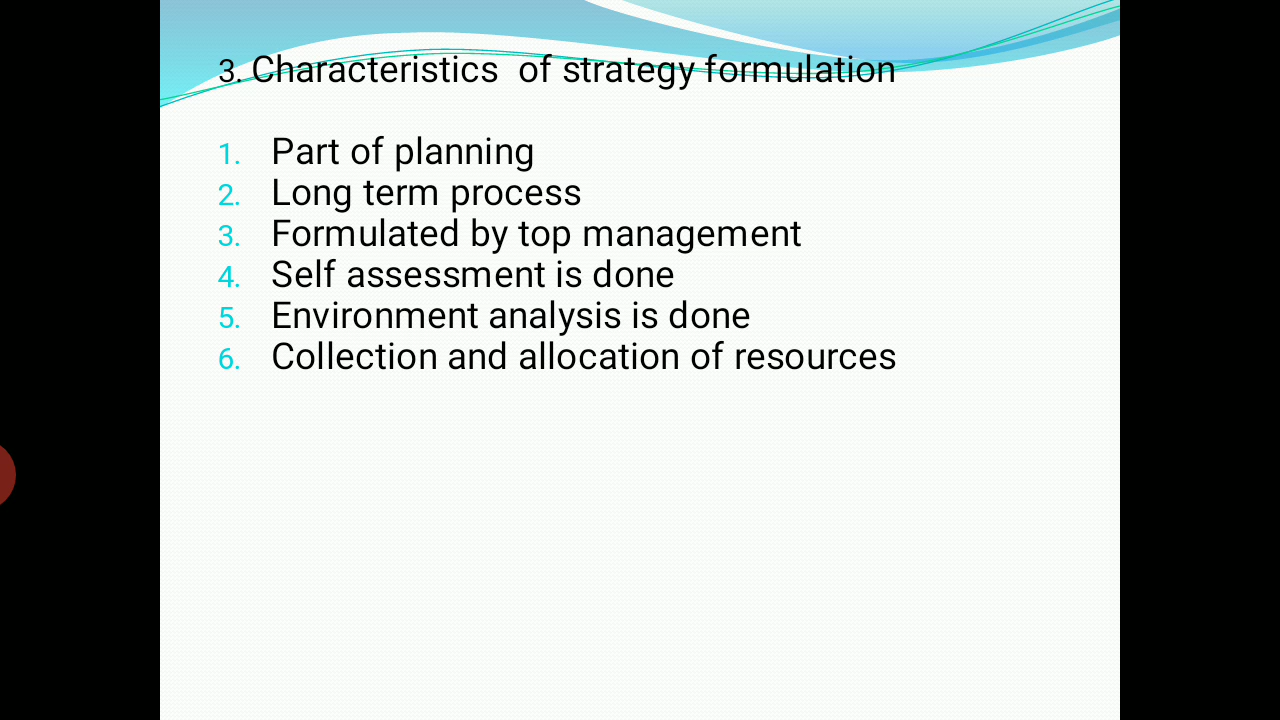 3. Characteristics  of strategy formulation
1. Part of planning
2. Long term process
3. Formulated by top management
4. Self assessment is done
5. Environment analysis is done
6. Collection and allocation of resources